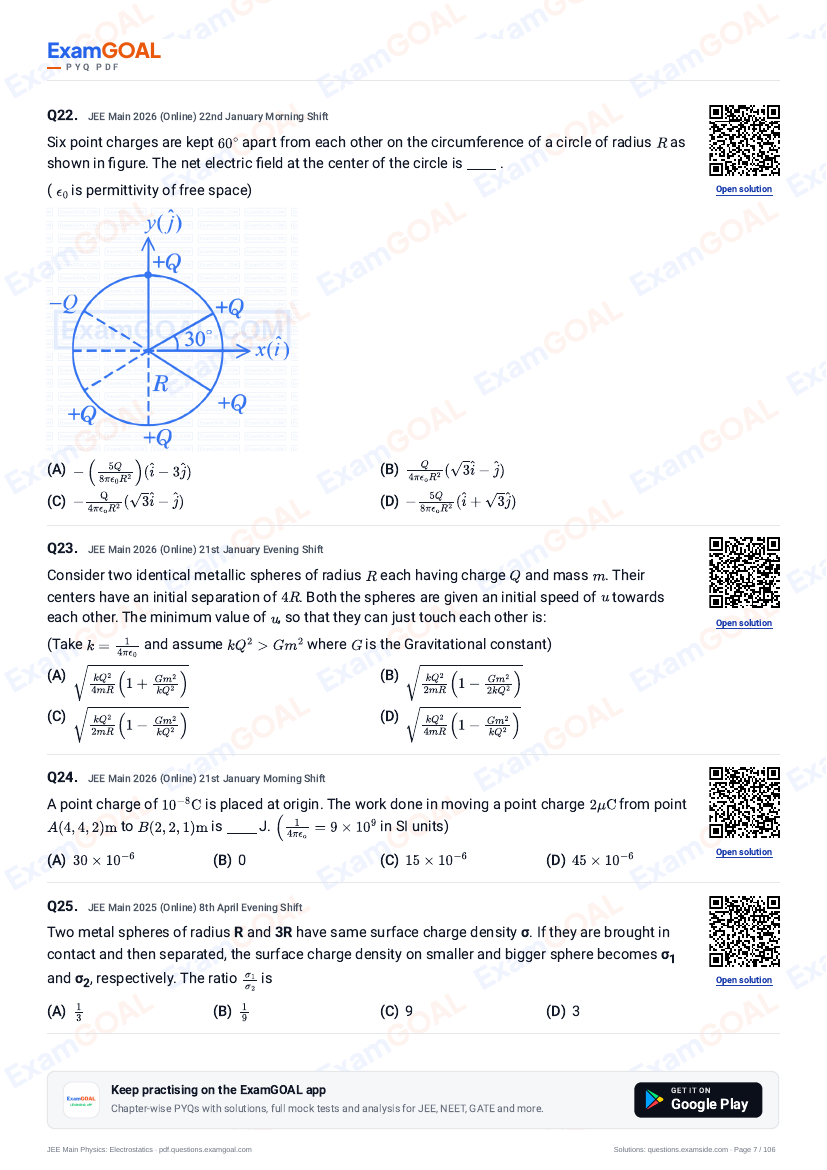 ExamGOAL
PYQ PDF
Q22. JEE Main 2026 (Online) 22nd January Morning Shift
Six point charges are kept 60° apart from each other on the circumference of a circle of radius R as
shown in figure. The net electric field at the center of the circle is ____ .
( ϵ₀ is permittivity of free space)
Open solution
y(ĵ)
+Q
−Q
+Q
30°
x(î)
R
+Q
+Q
+Q
ExamGOAL.COM
(A) −(5Q/8πϵ₀R²)(î − 3ĵ)
(B) Q/4πϵ₀R² (√3î − ĵ)
(C) −Q/4πϵ₀R² (√3î − ĵ)
(D) −5Q/8πϵ₀R² (î + √3ĵ)
Q23. JEE Main 2026 (Online) 21st January Evening Shift
Consider two identical metallic spheres of radius R each having charge Q and mass m. Their
centers have an initial separation of 4R. Both the spheres are given an initial speed of u towards
each other. The minimum value of u, so that they can just touch each other is:
(Take k = 1/4πϵ₀ and assume kQ² > Gm² where G is the Gravitational constant)
Open solution
(A) √(kQ²/4mR (1 + Gm²/kQ²))
(B) √(kQ²/2mR (1 − Gm²/2kQ²))
(C) √(kQ²/2mR (1 − Gm²/kQ²))
(D) √(kQ²/4mR (1 − Gm²/kQ²))
Q24. JEE Main 2026 (Online) 21st January Morning Shift
A point charge of 10⁻⁸C is placed at origin. The work done in moving a point charge 2μC from point
A(4, 4, 2)m to B(2, 2, 1)m is ____ J. (1/4πϵ₀ = 9 × 10⁹ in SI units)
Open solution
(A) 30 × 10⁻⁶ (B) 0 (C) 15 × 10⁻⁶ (D) 45 × 10⁻⁶
Q25. JEE Main 2025 (Online) 8th April Evening Shift
Two metal spheres of radius R and 3R have same surface charge density σ. If they are brought in
contact and then separated, the surface charge density on smaller and bigger sphere becomes σ₁
and σ₂, respectively. The ratio σ₁/σ₂ is
Open solution
(A) 1/3 (B) 1/9 (C) 9 (D) 3
Keep practising on the ExamGOAL app
Chapter-wise PYQs with solutions, full mock tests and analysis for JEE, NEET, GATE and more.
GET IT ON
Google Play
JEE Main Physics: Electrostatics · pdf.questions.examgoal.com
Solutions: questions.examside.com · Page 7 / 106